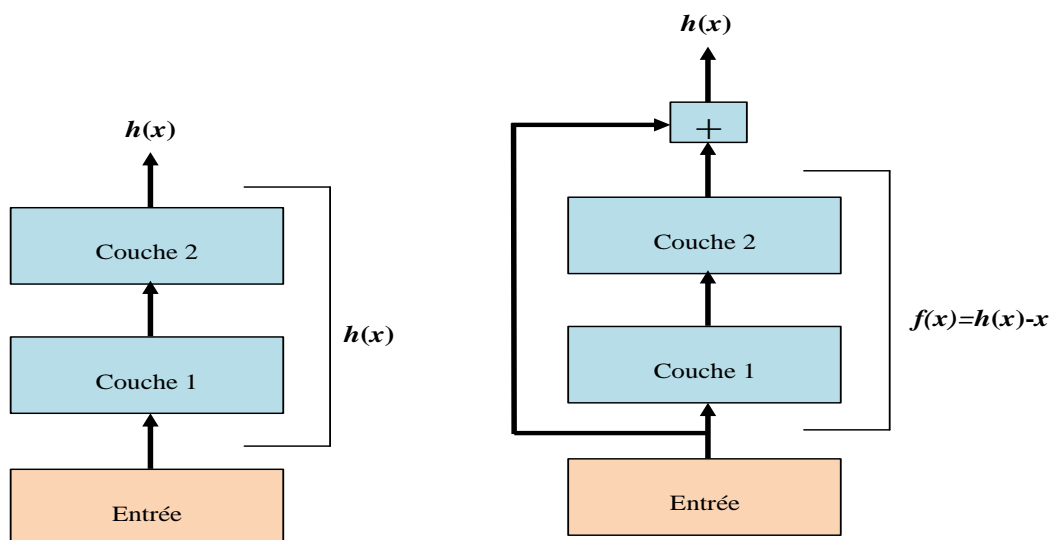 h(x)
Couche 2
h(x)
Couche 1
Entrée
h(x)
+
Couche 2
f(x)=h(x)-x
Couche 1
Entrée